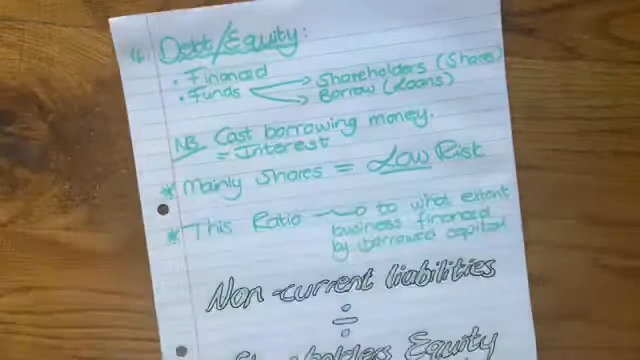 16. Debt/Equity:
• Financed
• Funds
Shareholders (Shares)
Borrow (Loans)
NB Cost borrowing money.
= Interest
* Mainly Shares = Low Risk
* This Ratio → to what extent
business financed
by borrowed capital
Non-current liabilities
÷
Shareholders Equity